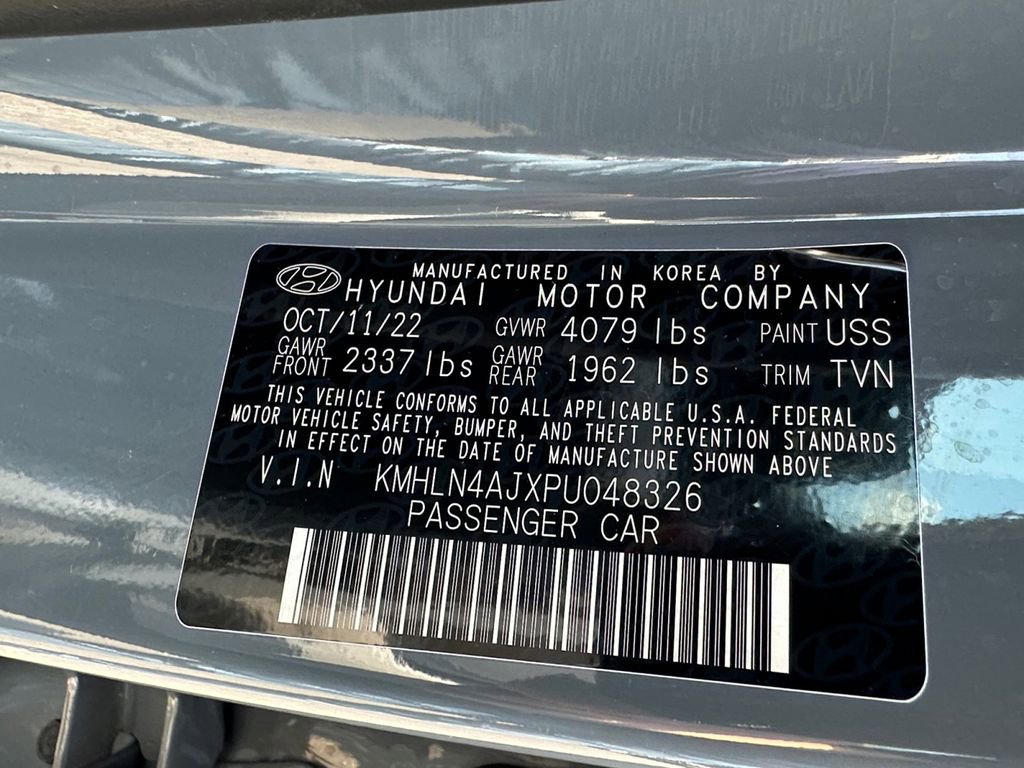 MANUFACTURED IN KOREA BY
HYUNDAI MOTOR COMPANY
OCT/11/22 GVWR 4079 lbs PAINT USS
GAWR FRONT 2337 lbs GAWR REAR 1962 lbs TRIM TVN
THIS VEHICLE CONFORMS TO ALL APPLICABLE U.S.A. FEDERAL
MOTOR VEHICLE SAFETY, BUMPER, AND THEFT PREVENTION STANDARDS
IN EFFECT ON THE DATE OF MANUFACTURE SHOWN ABOVE
V.I.N KMHLN4AJXPU048326
PASSENGER CAR